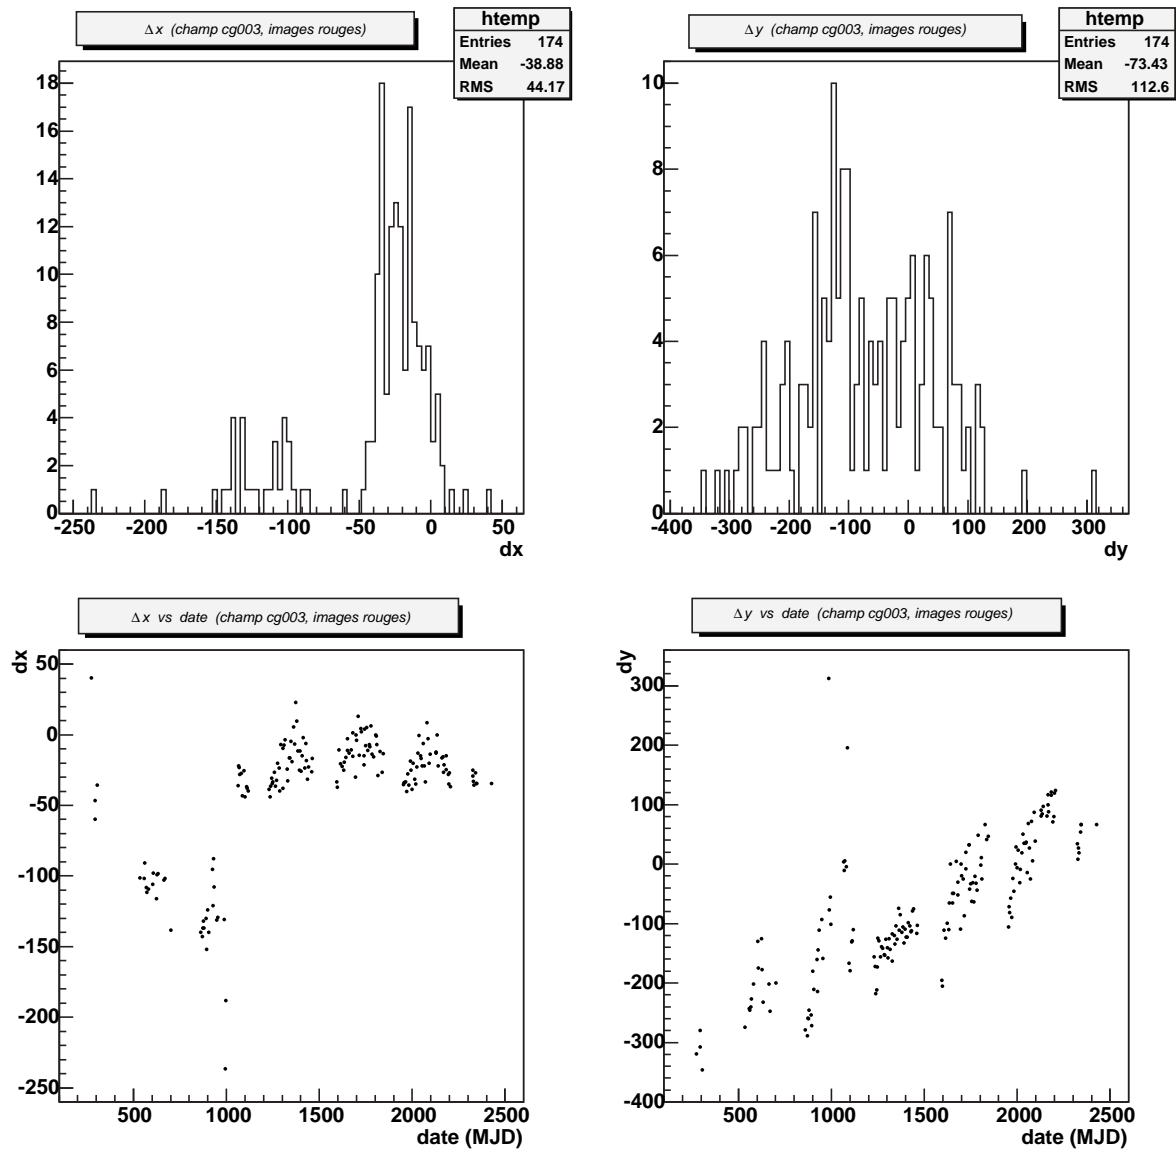 Δ x (champ cg003, images rouges)
htemp
Entries 174
Mean -38.88
RMS 44.17
18
16
14
12
10
8
6
4
2
0
-250 -200 -150 -100 -50 0 50
dx
Δ y (champ cg003, images rouges)
htemp
Entries 174
Mean -73.43
RMS 112.6
10
8
6
4
2
0
-400 -300 -200 -100 0 100 200 300
dy
Δ x vs date (champ cg003, images rouges)
dx
50
0
-50
-100
-150
-200
-250
500 1000 1500 2000 2500
date (MJD)
Δ y vs date (champ cg003, images rouges)
dy
300
200
100
0
-100
-200
-300
-400
500 1000 1500 2000 2500
date (MJD)